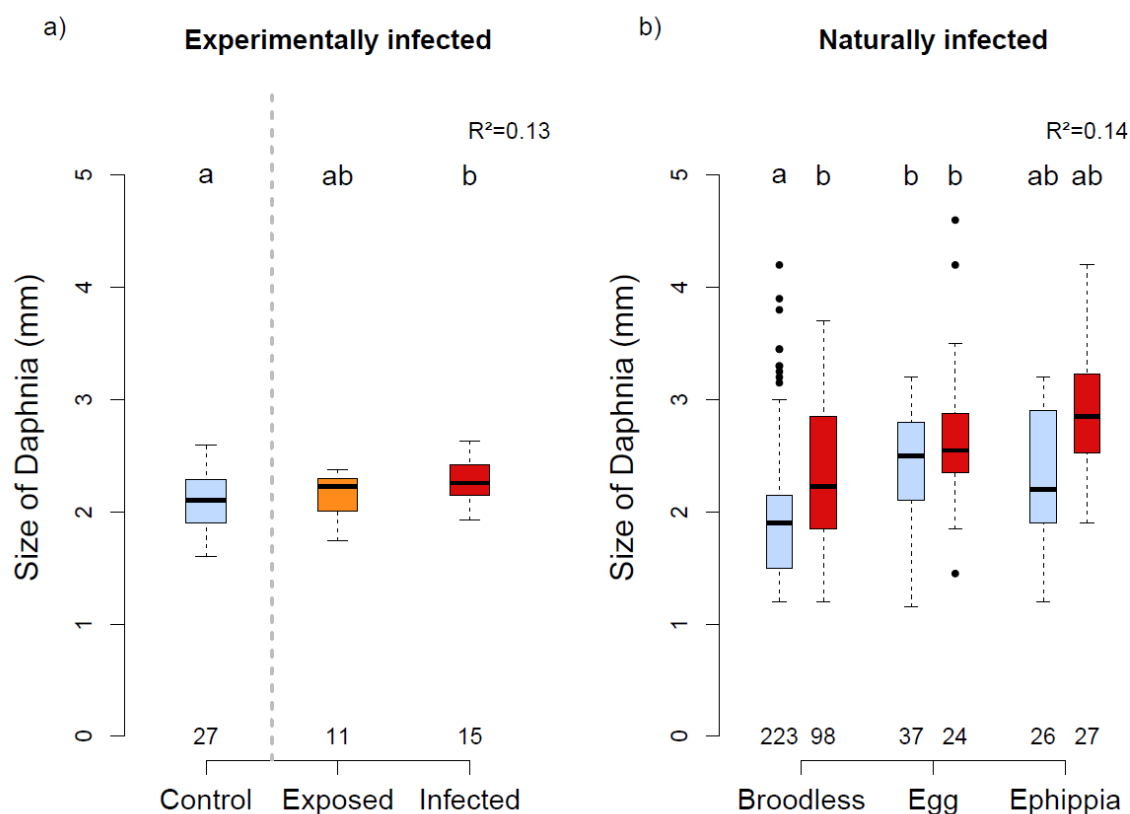 a)
Experimentally infected
R²=0.13
a ab b
Size of Daphnia (mm)
5
4
3
2
1
0
27 11 15
Control Exposed Infected
b)
Naturally infected
R²=0.14
a b b b ab ab
Size of Daphnia (mm)
5
4
3
2
1
0
223 98 37 24 26 27
Broodless Egg Ephippia